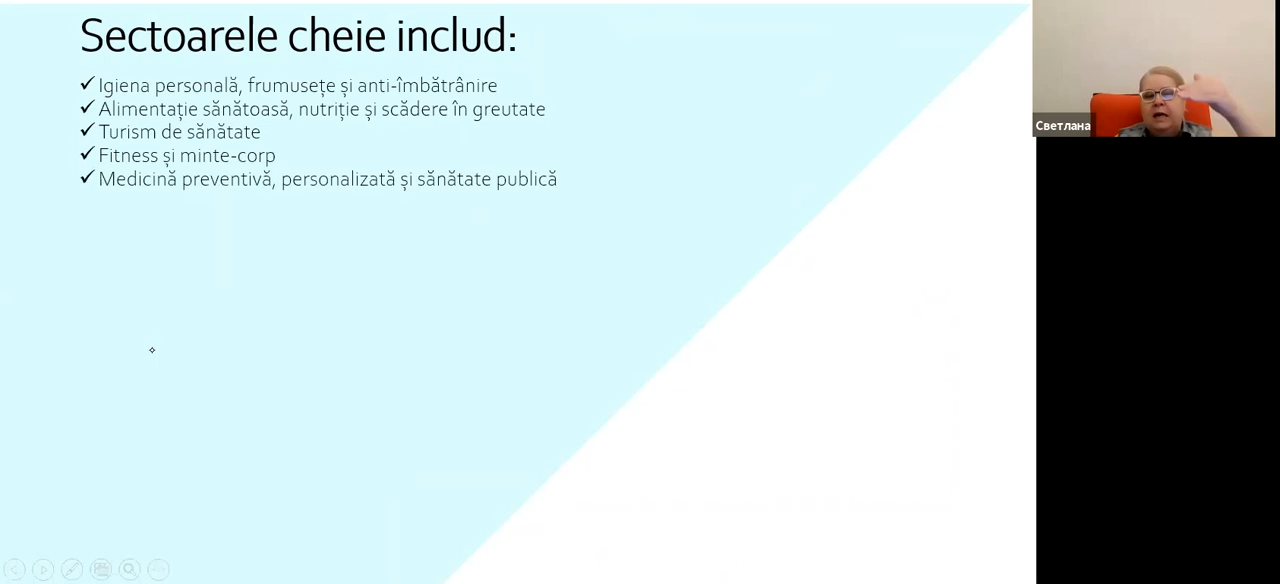 Sectoarele cheie includ:
✓ Igiena personală, frumusețe și anti-îmbătrânire
✓ Alimentație sănătoasă, nutriție și scădere în greutate
✓ Turism de sănătate
✓ Fitness și minte-corp
✓ Medicină preventivă, personalizată și sănătate publică
Светлана